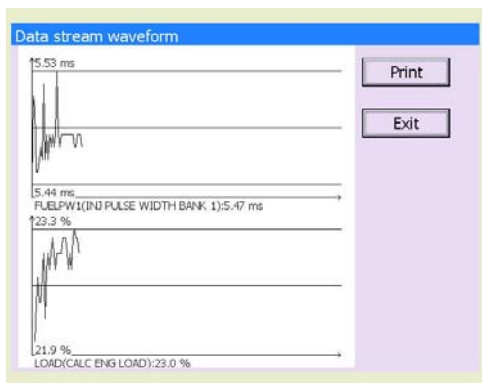 Data stream waveform
5.53 ms
Print
Exit
5.44 ms
FUELPW1(INJ PULSE WIDTH BANK 1):5.47 ms
23.3 %
21.9 %
LOAD(CALC ENG LOAD):23.0 %